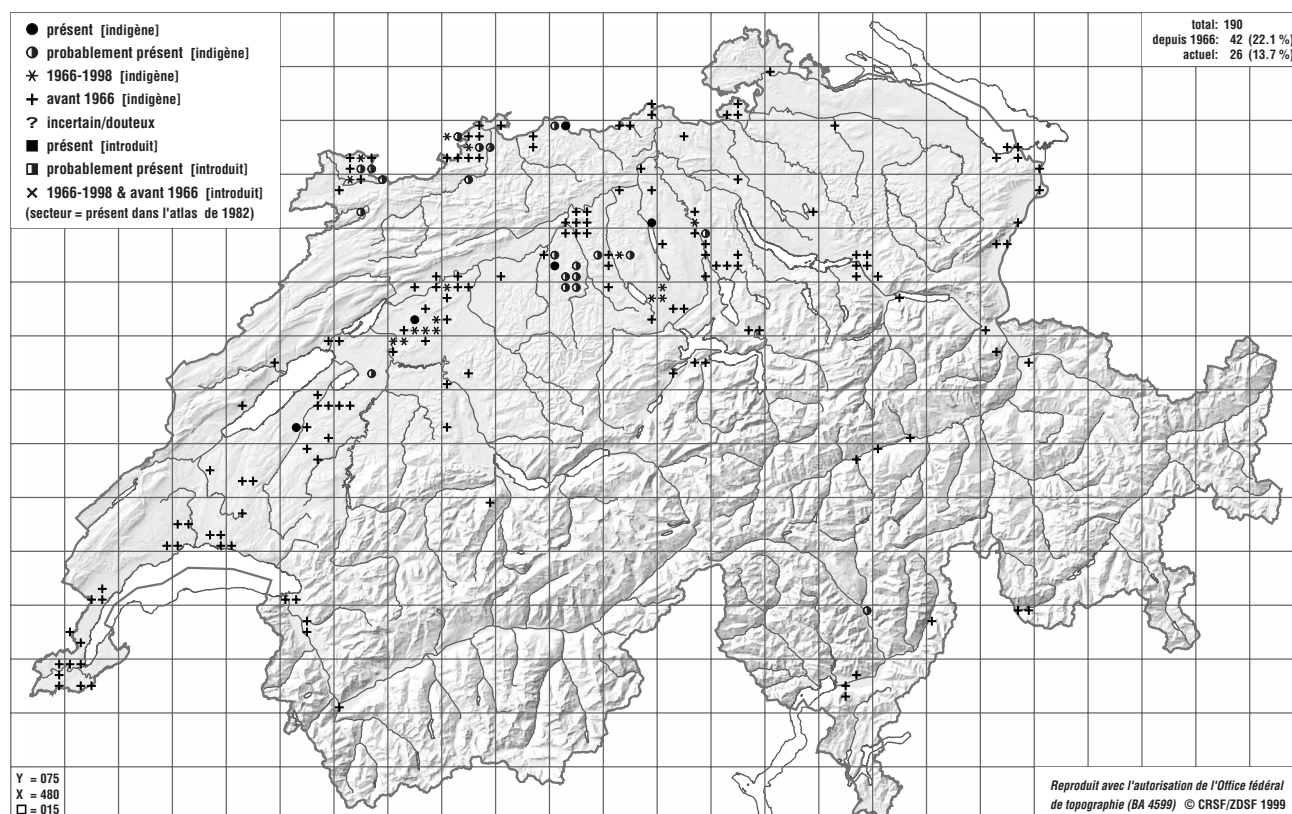 présent [indigène]
probablement présent [indigène]
1966-1998 [indigène]
avant 1966 [indigène]
? incertain/douteux
présent [introduit]
probablement présent [introduit]
1966-1998 & avant 1966 [introduit]
(secteur = présent dans l'atlas de 1982)
total: 190
depuis 1966: 42 (22.1 %)
actuel: 26 (13.7 %)
Y = 075
X = 480
□ = 015
Reproduit avec l'autorisation de l'Office fédéral
de topographie (BA 4599) © CRSF/ZDSF 1999